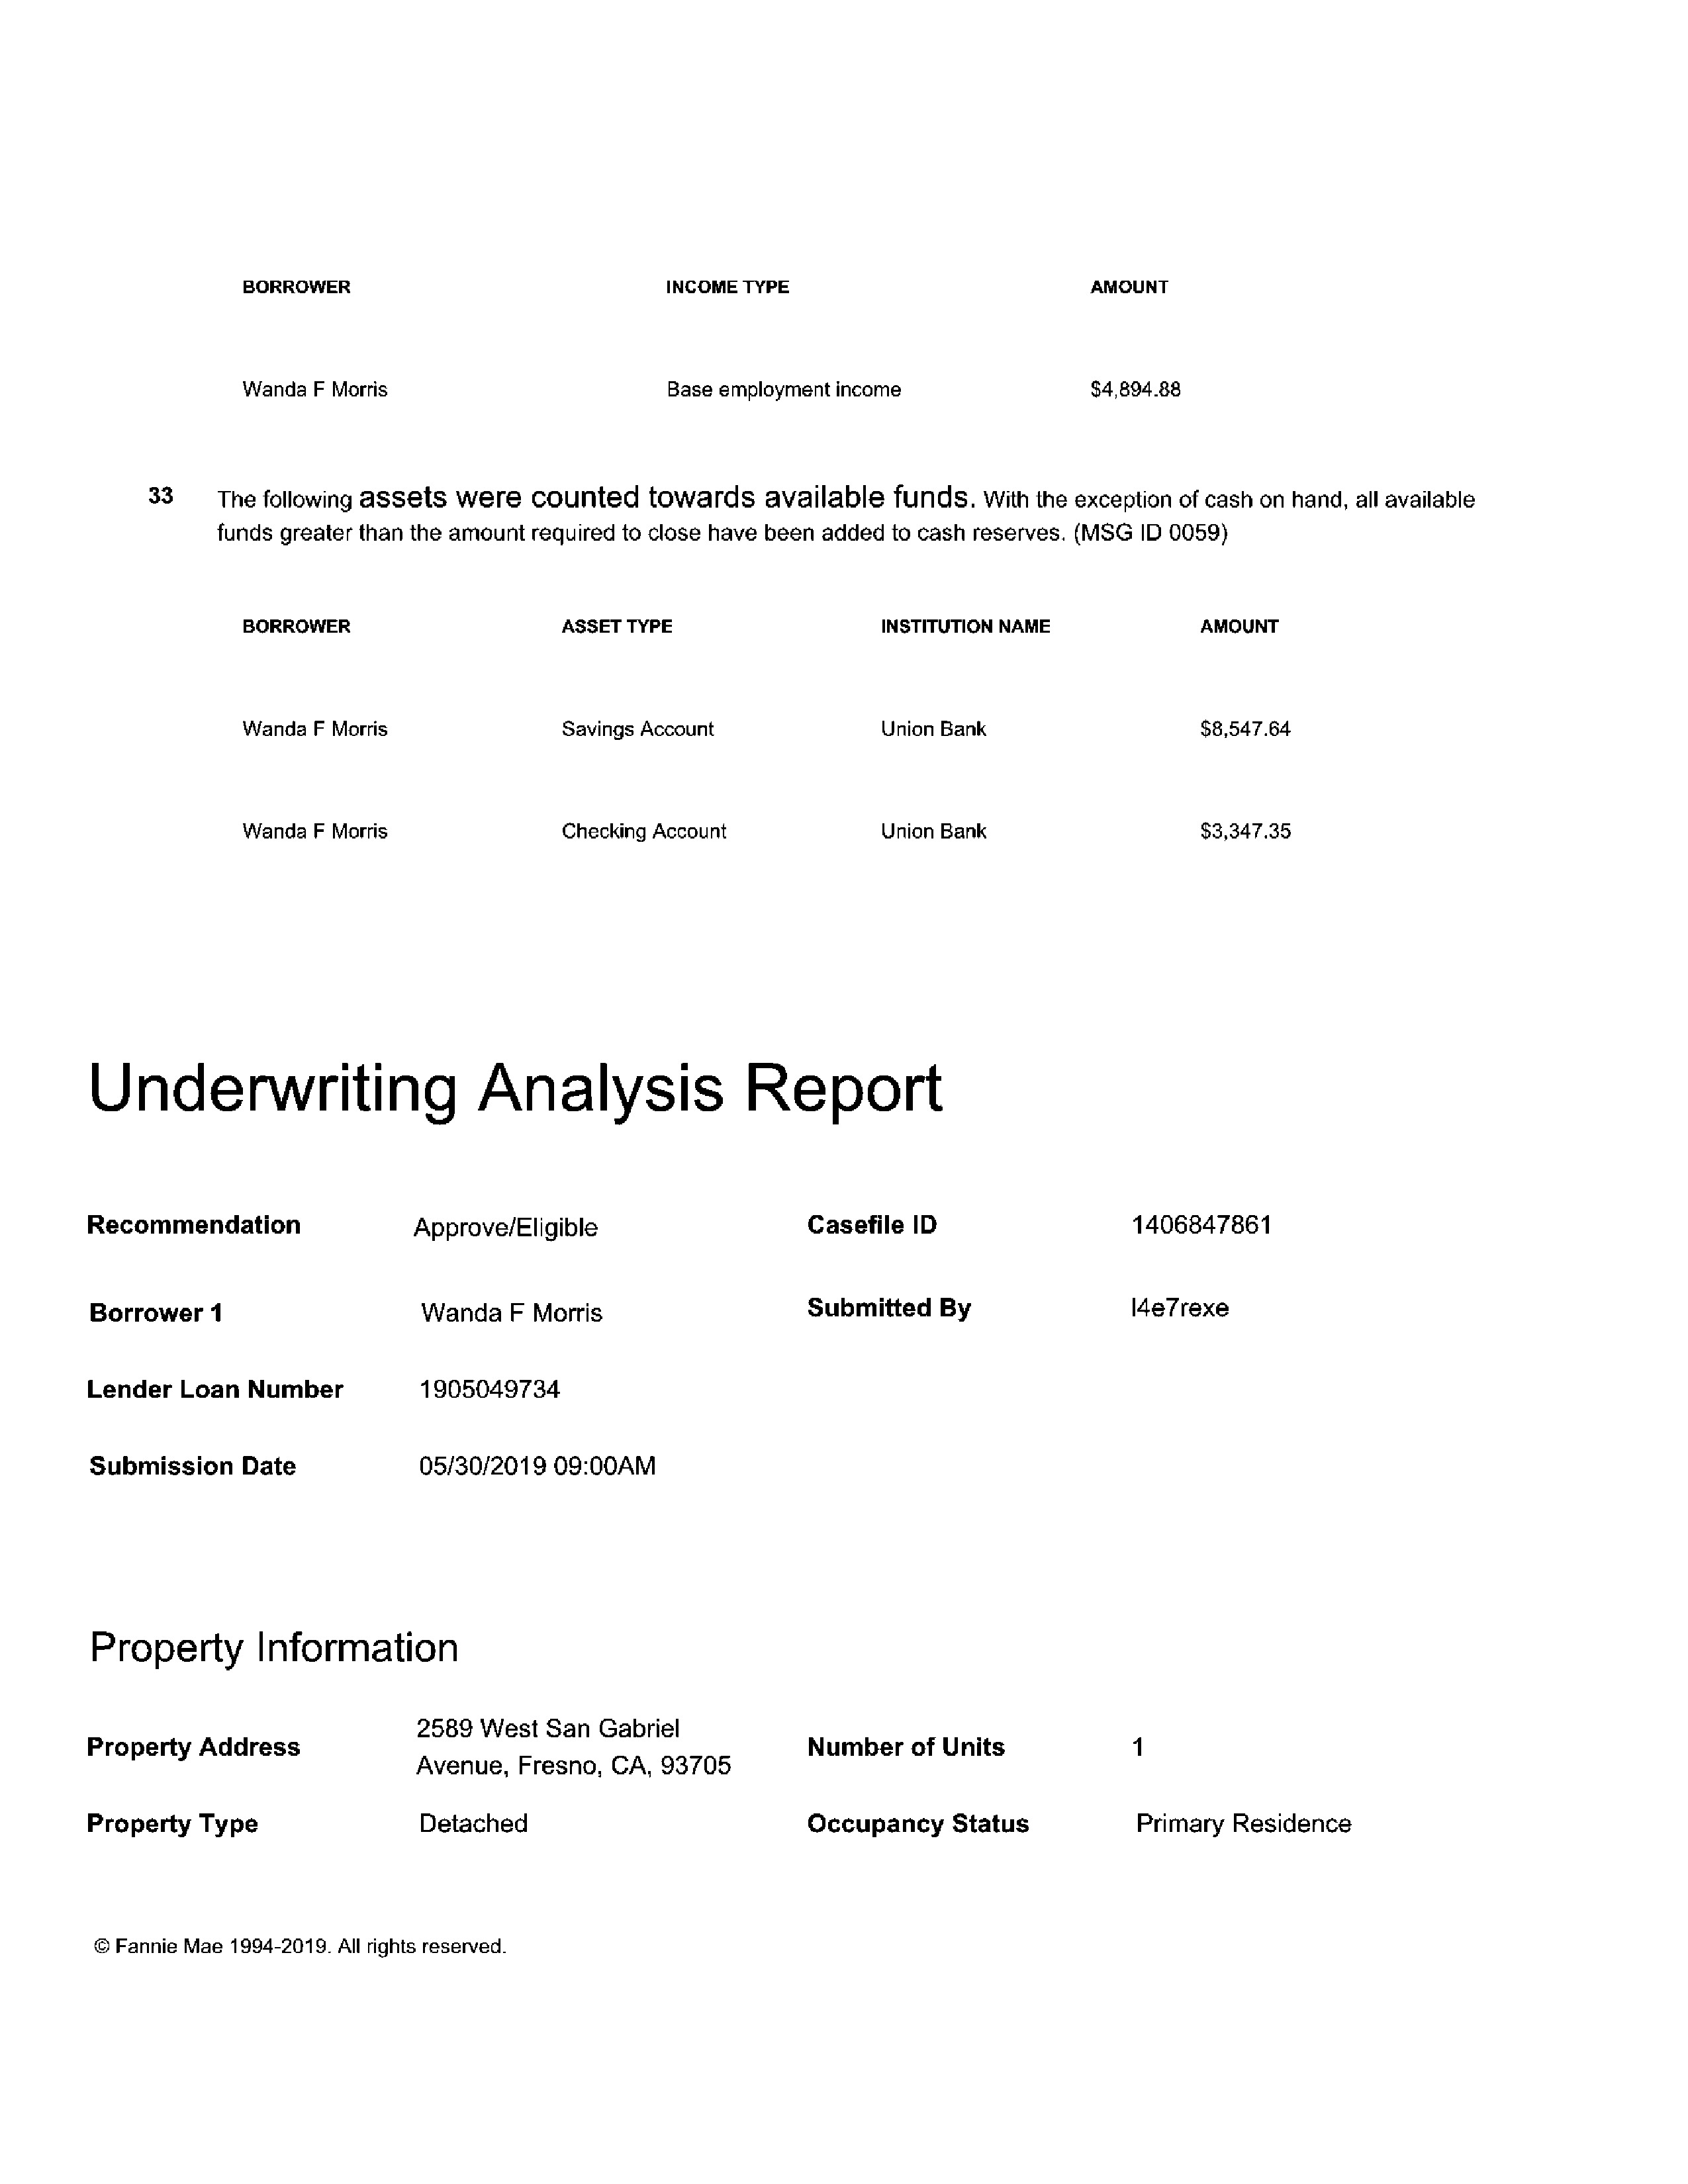 BORROWER INCOME TYPE AMOUNT
Wanda F Morris Base employment income $4,894.88
33 The following assets were counted towards available funds. With the exception of cash on hand, all available
funds greater than the amount required to close have been added to cash reserves. (MSG ID 0059)
BORROWER ASSET TYPE INSTITUTION NAME AMOUNT
Wanda F Morris Savings Account Union Bank $8,547.64
Wanda F Morris Checking Account Union Bank $3,347.35
Underwriting Analysis Report
Recommendation Approve/Eligible Casefile ID 1406847861
Borrower 1 Wanda F Morris Submitted By l4e7rexe
Lender Loan Number 1905049734
Submission Date 05/30/2019 09:00AM
Property Information
Property Address 2589 West San Gabriel
Avenue, Fresno, CA, 93705 Number of Units 1
Property Type Detached Occupancy Status Primary Residence
© Fannie Mae 1994-2019. All rights reserved.